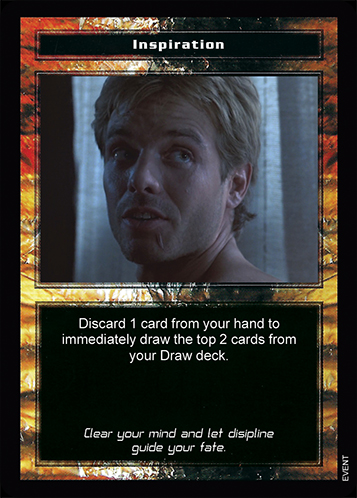 Inspiration
Discard 1 card from your hand to
immediately draw the top 2 cards from
your Draw deck.
Clear your mind and let disipline
guide your fate.
EVENT